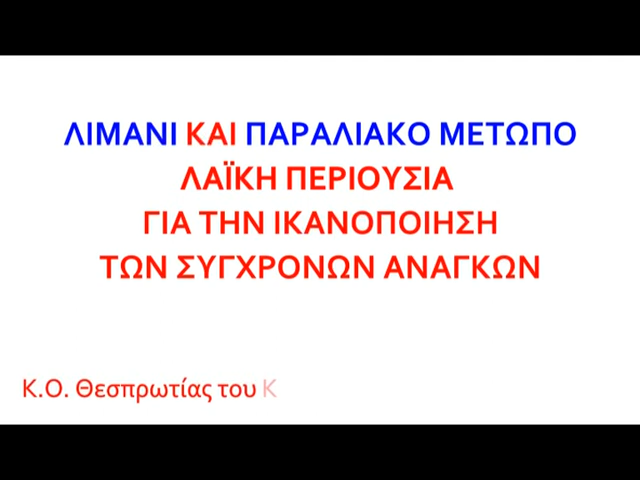 ΛΙΜΑΝΙ ΚΑΙ ΠΑΡΑΛΙΑΚΟ ΜΕΤΩΠΟ
ΛΑΪΚΗ ΠΕΡΙΟΥΣΙΑ
ΓΙΑ ΤΗΝ ΙΚΑΝΟΠΟΙΗΣΗ
ΤΩΝ ΣΥΓΧΡΟΝΩΝ ΑΝΑΓΚΩΝ
Κ.Ο. Θεσπρωτίας του Κ